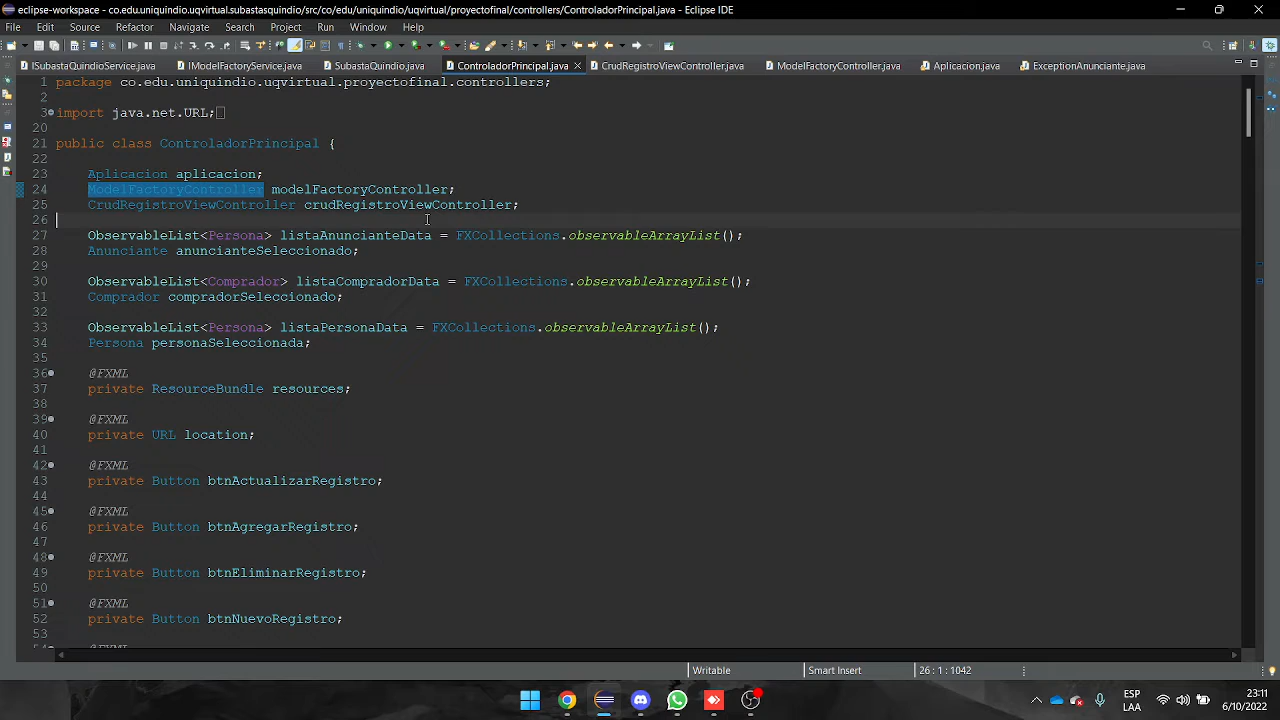 eclipse-workspace - co.edu.uniquindio.uqvirtual.subastasquindio/src/co/edu/uniquindio/uqvirtual/proyectofinal/controllers/ControladorPrincipal.java - Eclipse IDE
File Edit Source Refactor Navigate Search Project Run Window Help
ISubastaQuindioService.java IModelFactoryService.java SubastaQuindio.java ControladorPrincipal.java CrudRegistroViewController.java ModelFactoryController.java Aplicacion.java ExceptionAnunciante.java
1 package co.edu.uniquindio.uqvirtual.proyectofinal.controllers;
2
3 import java.net.URL;
20
21 public class ControladorPrincipal {
22
23 Aplicacion aplicacion;
24 ModelFactoryController modelFactoryController;
25 CrudRegistroViewController crudRegistroViewController;
26
27 ObservableList<Persona> listaAnuncianteData = FXCollections.observableArrayList();
28 Anunciante anuncianteSeleccionado;
29
30 ObservableList<Comprador> listaCompradorData = FXCollections.observableArrayList();
31 Comprador compradorSeleccionado;
32
33 ObservableList<Persona> listaPersonaData = FXCollections.observableArrayList();
34 Persona personaSeleccionada;
35
36 @FXML
37 private ResourceBundle resources;
38
39 @FXML
40 private URL location;
41
42 @FXML
43 private Button btnActualizarRegistro;
44
45 @FXML
46 private Button btnAgregarRegistro;
47
48 @FXML
49 private Button btnEliminarRegistro;
50
51 @FXML
52 private Button btnNuevoRegistro;
53
54 @FXML
Writable Smart Insert 26 : 1 : 1042
ESP 23:11
LAA 6/10/2022